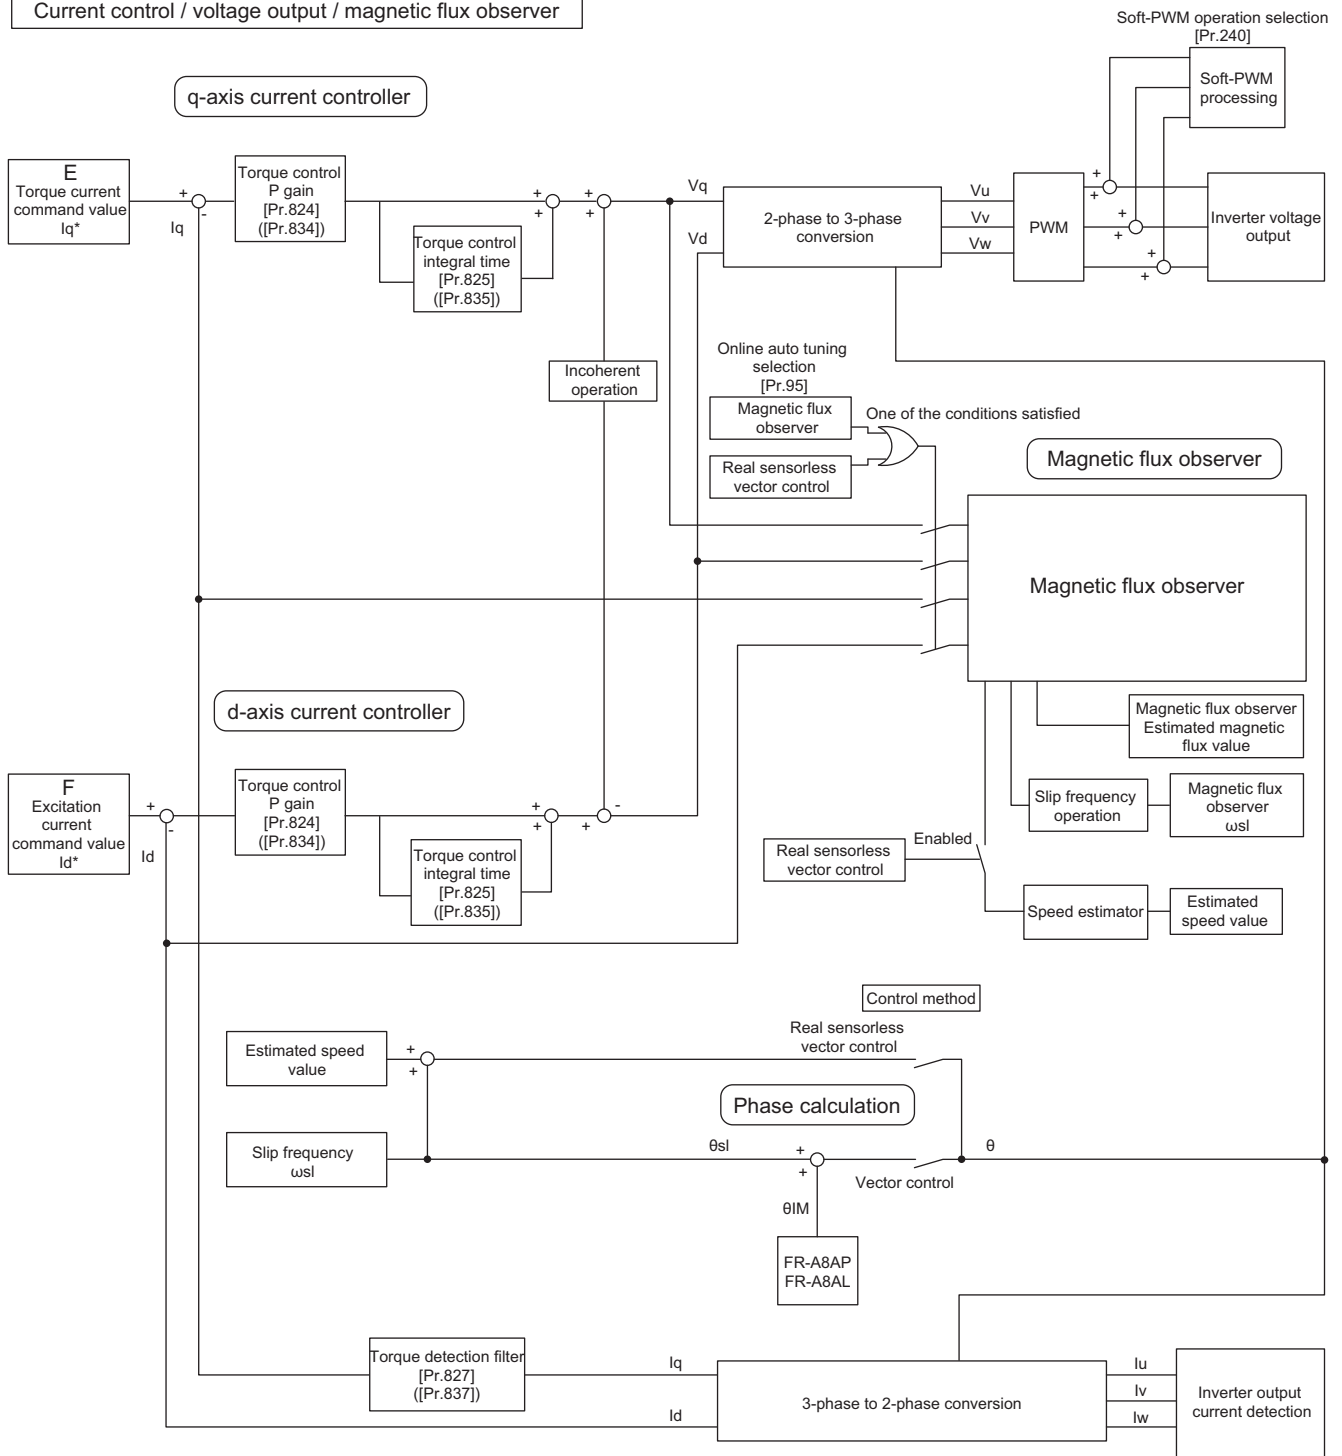 Current control / voltage output / magnetic flux observer
Soft-PWM operation selection
[Pr.240]
Soft-PWM
processing
q-axis current controller
E
Torque current
command value
Iq*
+
-
Iq
Torque control
P gain
[Pr.824]
([Pr.834])
Torque control
integral time
[Pr.825]
([Pr.835])
+
+
+
+
Vq
Vd
2-phase to 3-phase
conversion
Vu
Vv
Vw
PWM
+
+
+
+
+
+
Inverter voltage
output
Incoherent
operation
Online auto tuning
selection
[Pr.95]
Magnetic flux
observer
One of the conditions satisfied
Real sensorless
vector control
Magnetic flux observer
Magnetic flux observer
d-axis current controller
F
Excitation
current
command value
Id*
+
-
Id
Torque control
P gain
[Pr.824]
([Pr.834])
Torque control
integral time
[Pr.825]
([Pr.835])
+
+
-
+
Magnetic flux observer
Estimated magnetic
flux value
Slip frequency
operation
Magnetic flux
observer
ωsl
Real sensorless
vector control
Enabled
Speed estimator
Estimated
speed value
Control method
Real sensorless
vector control
Estimated speed
value
+
+
Phase calculation
Slip frequency
ωsl
θsl
+
+
θ
Vector control
θIM
FR-A8AP
FR-A8AL
Torque detection filter
[Pr.827]
([Pr.837])
Iq
Id
3-phase to 2-phase conversion
Iu
Iv
Iw
Inverter output
current detection